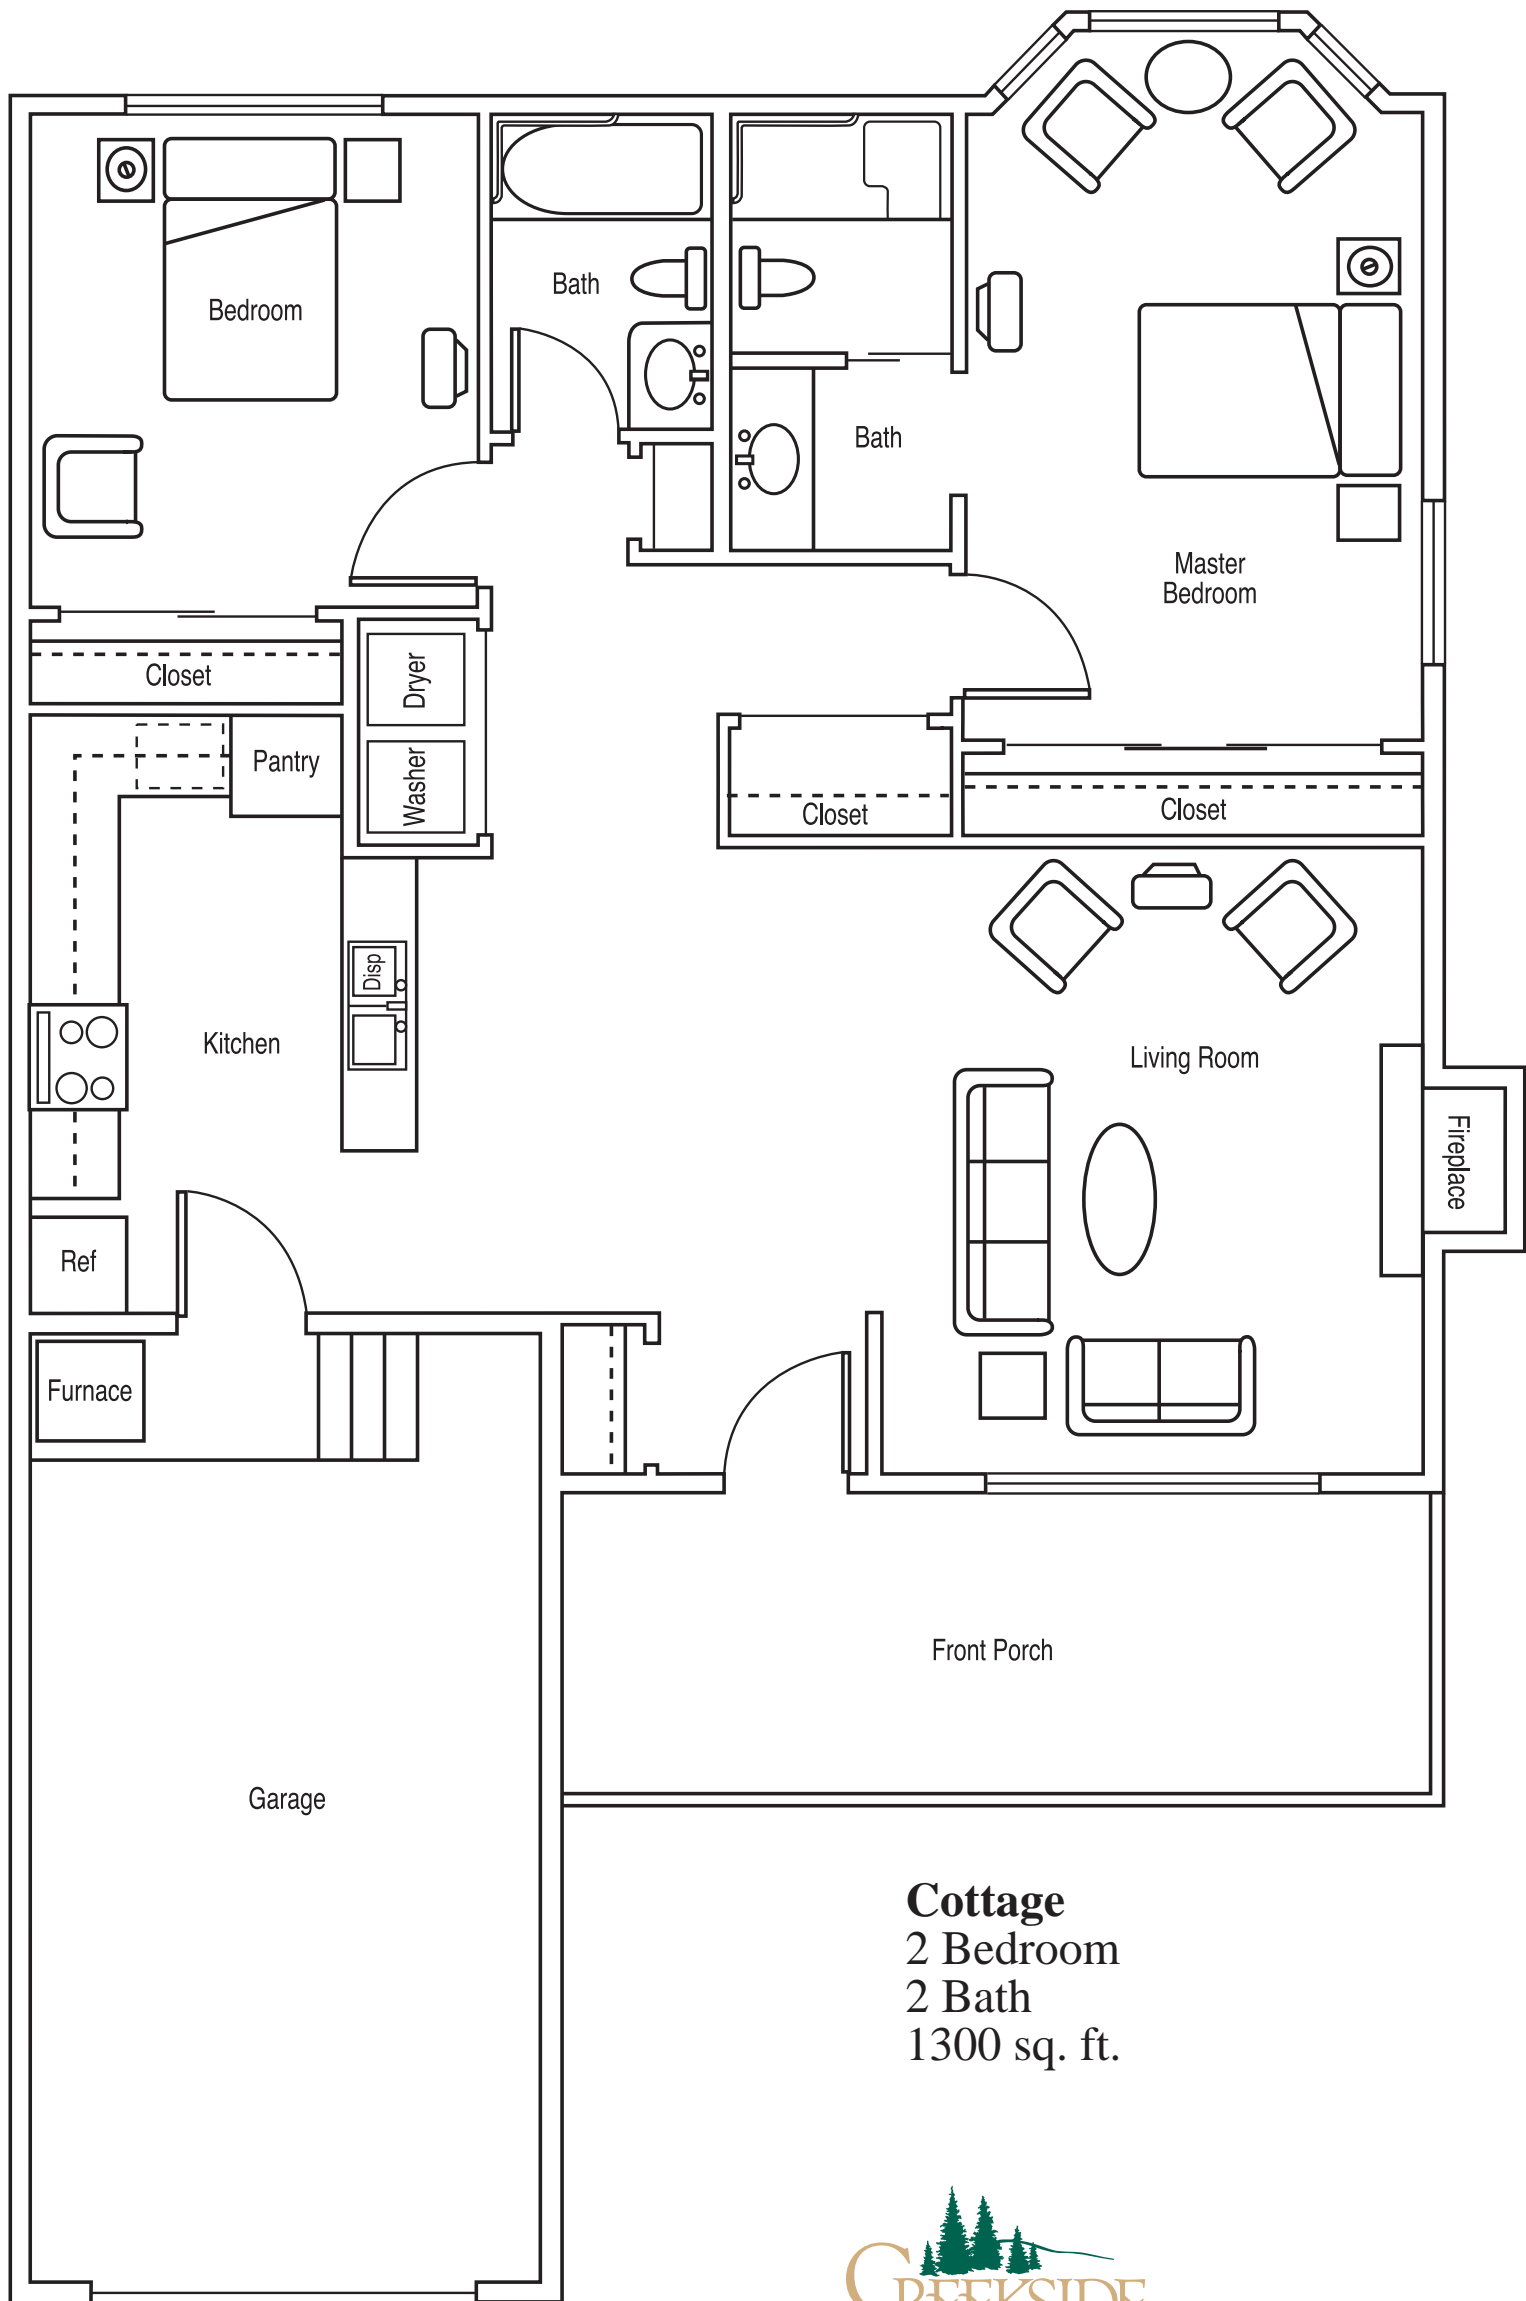 Bedroom
Bath
Bath
Master
Bedroom
Closet
Dryer
Washer
Pantry
Closet
Closet
Disp
Kitchen
Living Room
Fireplace
Ref
Furnace
Front Porch
Garage
Cottage
2 Bedroom
2 Bath
1300 sq. ft.
CREEKSIDE